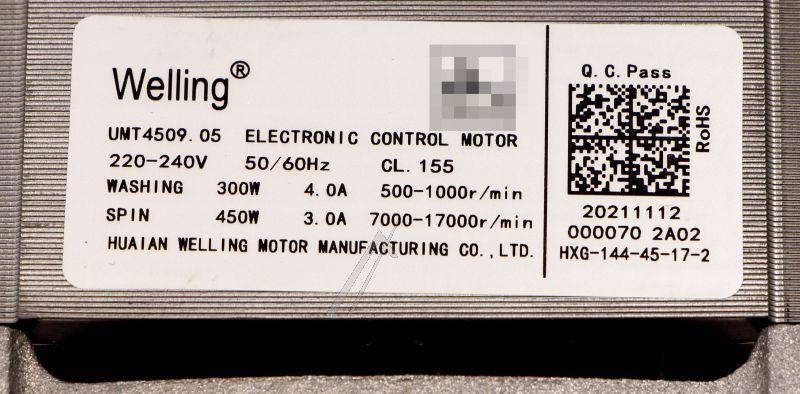 Welling®
UMT4509.05 ELECTRONIC CONTROL MOTOR
220-240V 50/60Hz CL.155
WASHING 300W 4.0A 500-1000r/min
SPIN 450W 3.0A 7000-17000r/min
HUAIAN WELLING MOTOR MANUFACTURING CO.,LTD.
Q.C.Pass
RoHS
20211112
000070 2A02
HXG-144-45-17-2